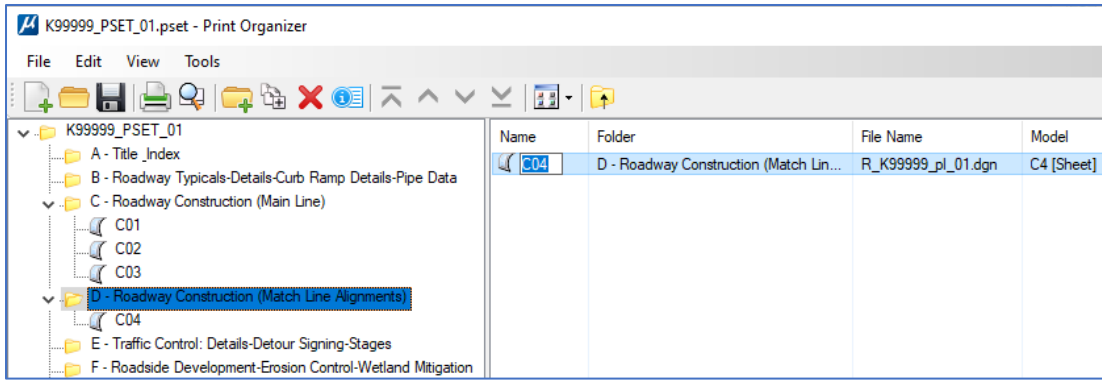 K99999_PSET_01.pset - Print Organizer
File Edit View Tools
K99999_PSET_01
A - Title_Index
B - Roadway Typicals-Details-Curb Ramp Details-Pipe Data
C - Roadway Construction (Main Line)
C01
C02
C03
D - Roadway Construction (Match Line Alignments)
C04
E - Traffic Control: Details-Detour Signing-Stages
F - Roadside Development-Erosion Control-Wetland Mitigation
Name Folder File Name Model
C04 D - Roadway Construction (Match Lin... R_K99999_pl_01.dgn C4 [Sheet]